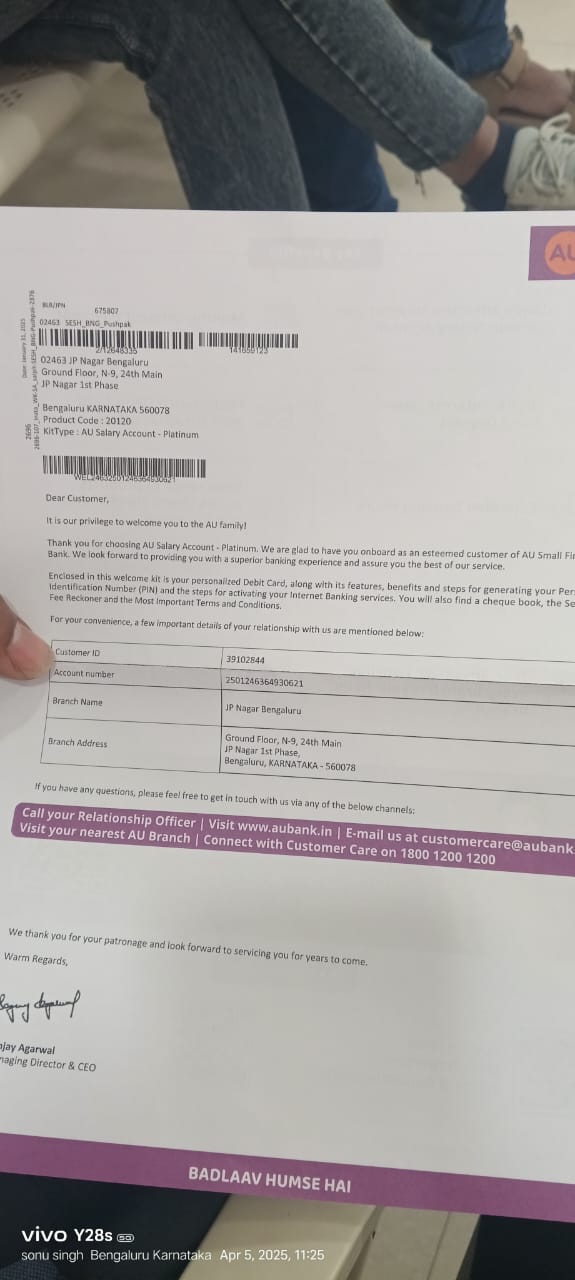 AU
BLR/JPN
675807
02463 SESH_BNG_Pushpak
2/12648335
141659123
02463 JP Nagar Bengaluru
Ground Floor, N-9, 24th Main
JP Nagar 1st Phase
Bengaluru KARNATAKA 560078
Product Code : 20120
KitType : AU Salary Account - Platinum
Date: January 31, 2025
2696
WEL24632501246364930621
Dear Customer,
It is our privilege to welcome you to the AU family!
Thank you for choosing AU Salary Account - Platinum. We are glad to have you onboard as an esteemed customer of AU Small Fi
Bank. We look forward to providing you with a superior banking experience and assure you the best of our service.
Enclosed in this welcome kit is your personalized Debit Card, along with its features, benefits and steps for generating your Per
Identification Number (PIN) and the steps for activating your Internet Banking services. You will also find a cheque book, the Se
Fee Reckoner and the Most Important Terms and Conditions.
For your convenience, a few important details of your relationship with us are mentioned below:
Customer ID 39102844
Account number 2501246364930621
Branch Name JP Nagar Bengaluru
Branch Address Ground Floor, N-9, 24th Main
JP Nagar 1st Phase,
Bengaluru, KARNATAKA - 560078
If you have any questions, please feel free to get in touch with us via any of the below channels:
Call your Relationship Officer | Visit www.aubank.in | E-mail us at customercare@aubank.
Visit your nearest AU Branch | Connect with Customer Care on 1800 1200 1200
We thank you for your patronage and look forward to servicing you for years to come.
Warm Regards,
njay Agarwal
naging Director & CEO
BADLAAV HUMSE HAI
vivo Y28s 5G
sonu singh Bengaluru Karnataka Apr 5, 2025, 11:25